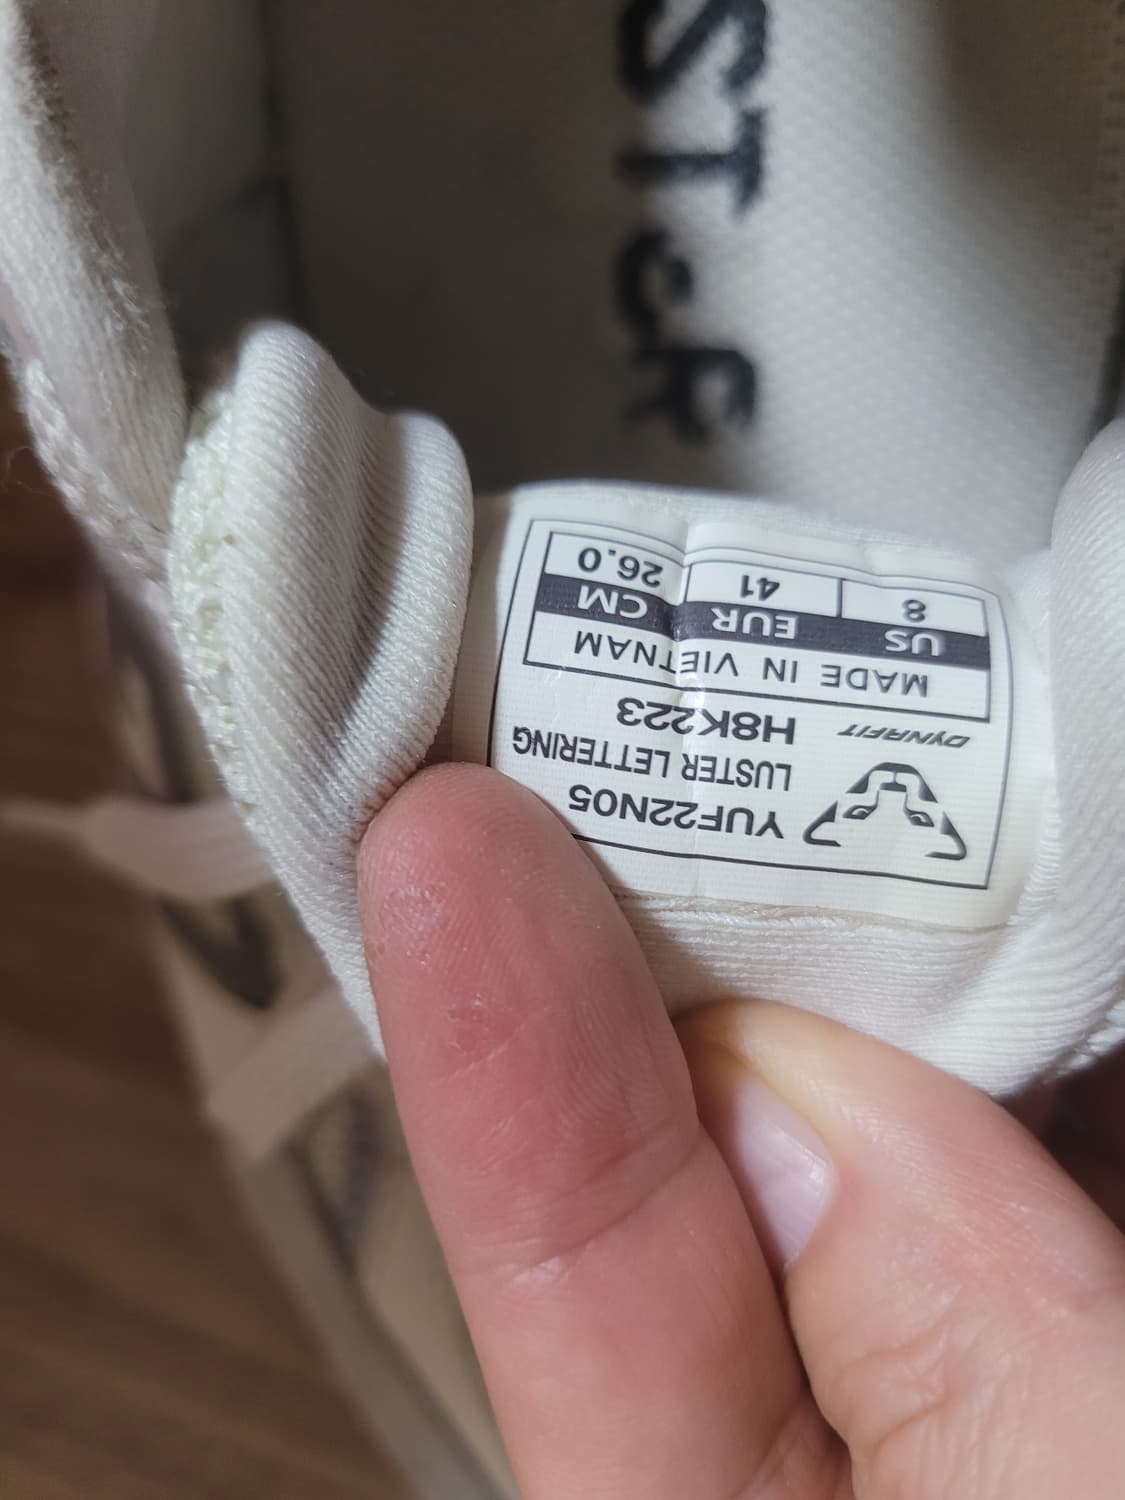 YUF22N05
LUSTER LETTERING
DYNAFIT H8K223
MADE IN VIETNAM
US EUR CM
8 41 26.0